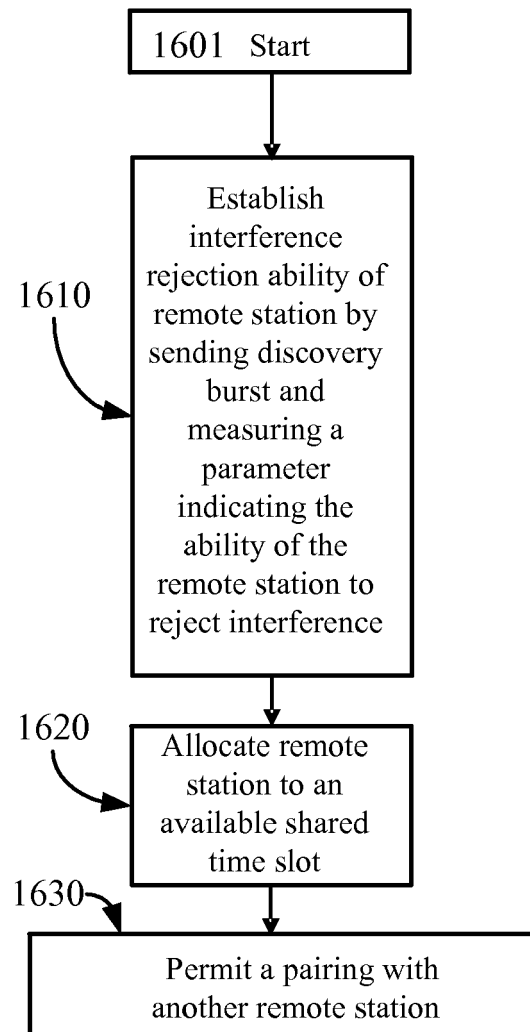 1601 Start
Establish
interference
rejection ability of
remote station by
sending discovery
burst and
measuring a
parameter
indicating the
ability of the
remote station to
reject interference
1610
1620
Allocate remote
station to an
available shared
time slot
1630
Permit a pairing with
another remote station